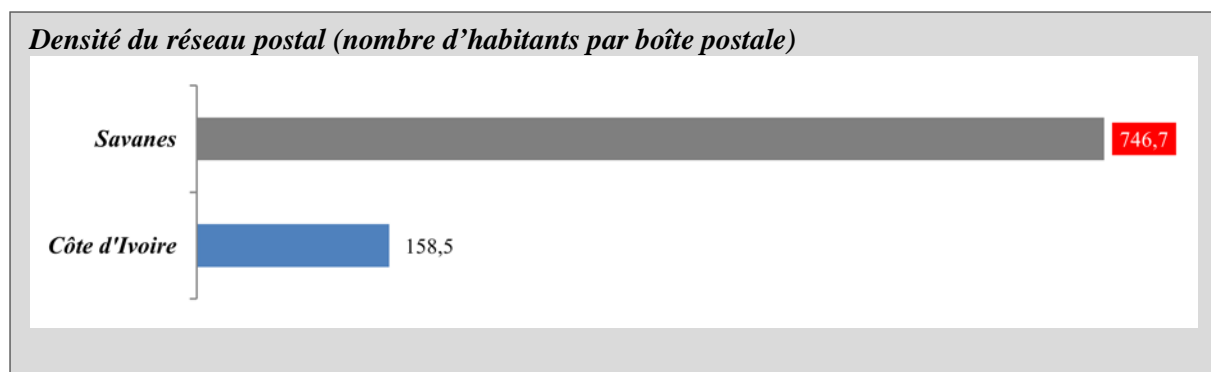 Densité du réseau postal (nombre d’habitants par boîte postale)
Savanes
746,7
Côte d'Ivoire
158,5